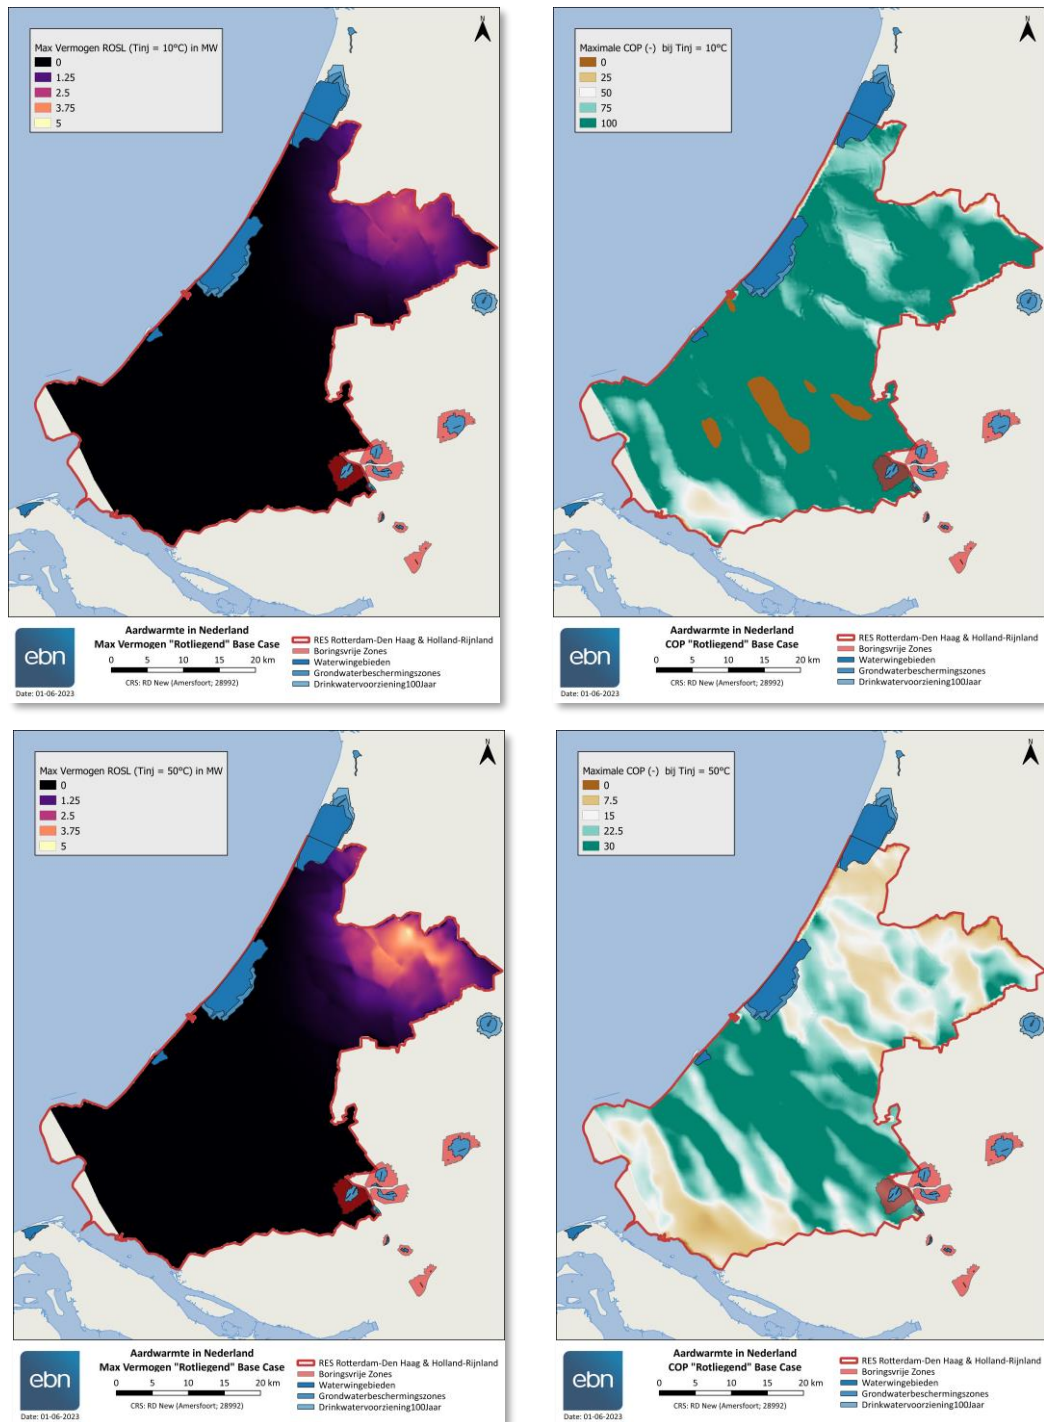 Max Vermogen ROSL (Tinj = 10°C) in MW
0
1.25
2.5
3.75
5
N
ebn
Date: 01-06-2023
Aardwarmte in Nederland
Max Vermogen "Rotliegend" Base Case
0 5 10 15 20 km
CRS: RD New (Amersfoort; 28992)
RES Rotterdam-Den Haag & Holland-Rijnland
Boringsvrije Zones
Waterwingebieden
Grondwaterbeschermingszones
Drinkwatervoorziening100Jaar
Maximale COP (-) bij Tinj = 10°C
0
25
50
75
100
N
ebn
Date: 01-06-2023
Aardwarmte in Nederland
COP "Rotliegend" Base Case
0 5 10 15 20 km
CRS: RD New (Amersfoort; 28992)
RES Rotterdam-Den Haag & Holland-Rijnland
Boringsvrije Zones
Waterwingebieden
Grondwaterbeschermingszones
Drinkwatervoorziening100Jaar
Max Vermogen ROSL (Tinj = 50°C) in MW
0
1.25
2.5
3.75
5
N
ebn
Date: 01-06-2023
Aardwarmte in Nederland
Max Vermogen "Rotliegend" Base Case
0 5 10 15 20 km
CRS: RD New (Amersfoort; 28992)
RES Rotterdam-Den Haag & Holland-Rijnland
Boringsvrije Zones
Waterwingebieden
Grondwaterbeschermingszones
Drinkwatervoorziening100Jaar
Maximale COP (-) bij Tinj = 50°C
0
7.5
15
22.5
30
N
ebn
Date: 01-06-2023
Aardwarmte in Nederland
COP "Rotliegend" Base Case
0 5 10 15 20 km
CRS: RD New (Amersfoort; 28992)
RES Rotterdam-Den Haag & Holland-Rijnland
Boringsvrije Zones
Waterwingebieden
Grondwaterbeschermingszones
Drinkwatervoorziening100Jaar